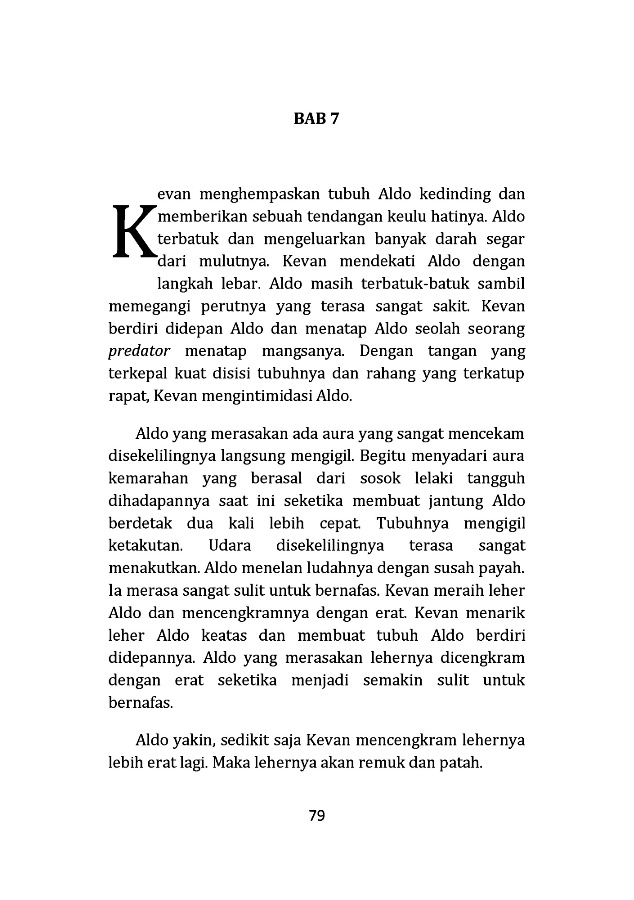 BAB 7
Kevan menghempaskan tubuh Aldo kedinding dan
memberikan sebuah tendangan keulu hatinya. Aldo
terbatuk dan mengeluarkan banyak darah segar
dari mulutnya. Kevan mendekati Aldo dengan
langkah lebar. Aldo masih terbatuk-batuk sambil
memegangi perutnya yang terasa sangat sakit. Kevan
berdiri didepan Aldo dan menatap Aldo seolah seorang
predator menatap mangsanya. Dengan tangan yang
terkepal kuat disisi tubuhnya dan rahang yang terkatup
rapat, Kevan mengintimidasi Aldo.
Aldo yang merasakan ada aura yang sangat mencekam
disekelilingnya langsung mengigil. Begitu menyadari aura
kemarahan yang berasal dari sosok lelaki tangguh
dihadapannya saat ini seketika membuat jantung Aldo
berdetak dua kali lebih cepat. Tubuhnya mengigil
ketakutan. Udara disekelilingnya terasa sangat
menakutkan. Aldo menelan ludahnya dengan susah payah.
Ia merasa sangat sulit untuk bernafas. Kevan meraih leher
Aldo dan mencengkramnya dengan erat. Kevan menarik
leher Aldo keatas dan membuat tubuh Aldo berdiri
didepannya. Aldo yang merasakan lehernya dicengkram
dengan erat seketika menjadi semakin sulit untuk
bernafas.
Aldo yakin, sedikit saja Kevan mencengkram lehernya
lebih erat lagi. Maka lehernya akan remuk dan patah.
79